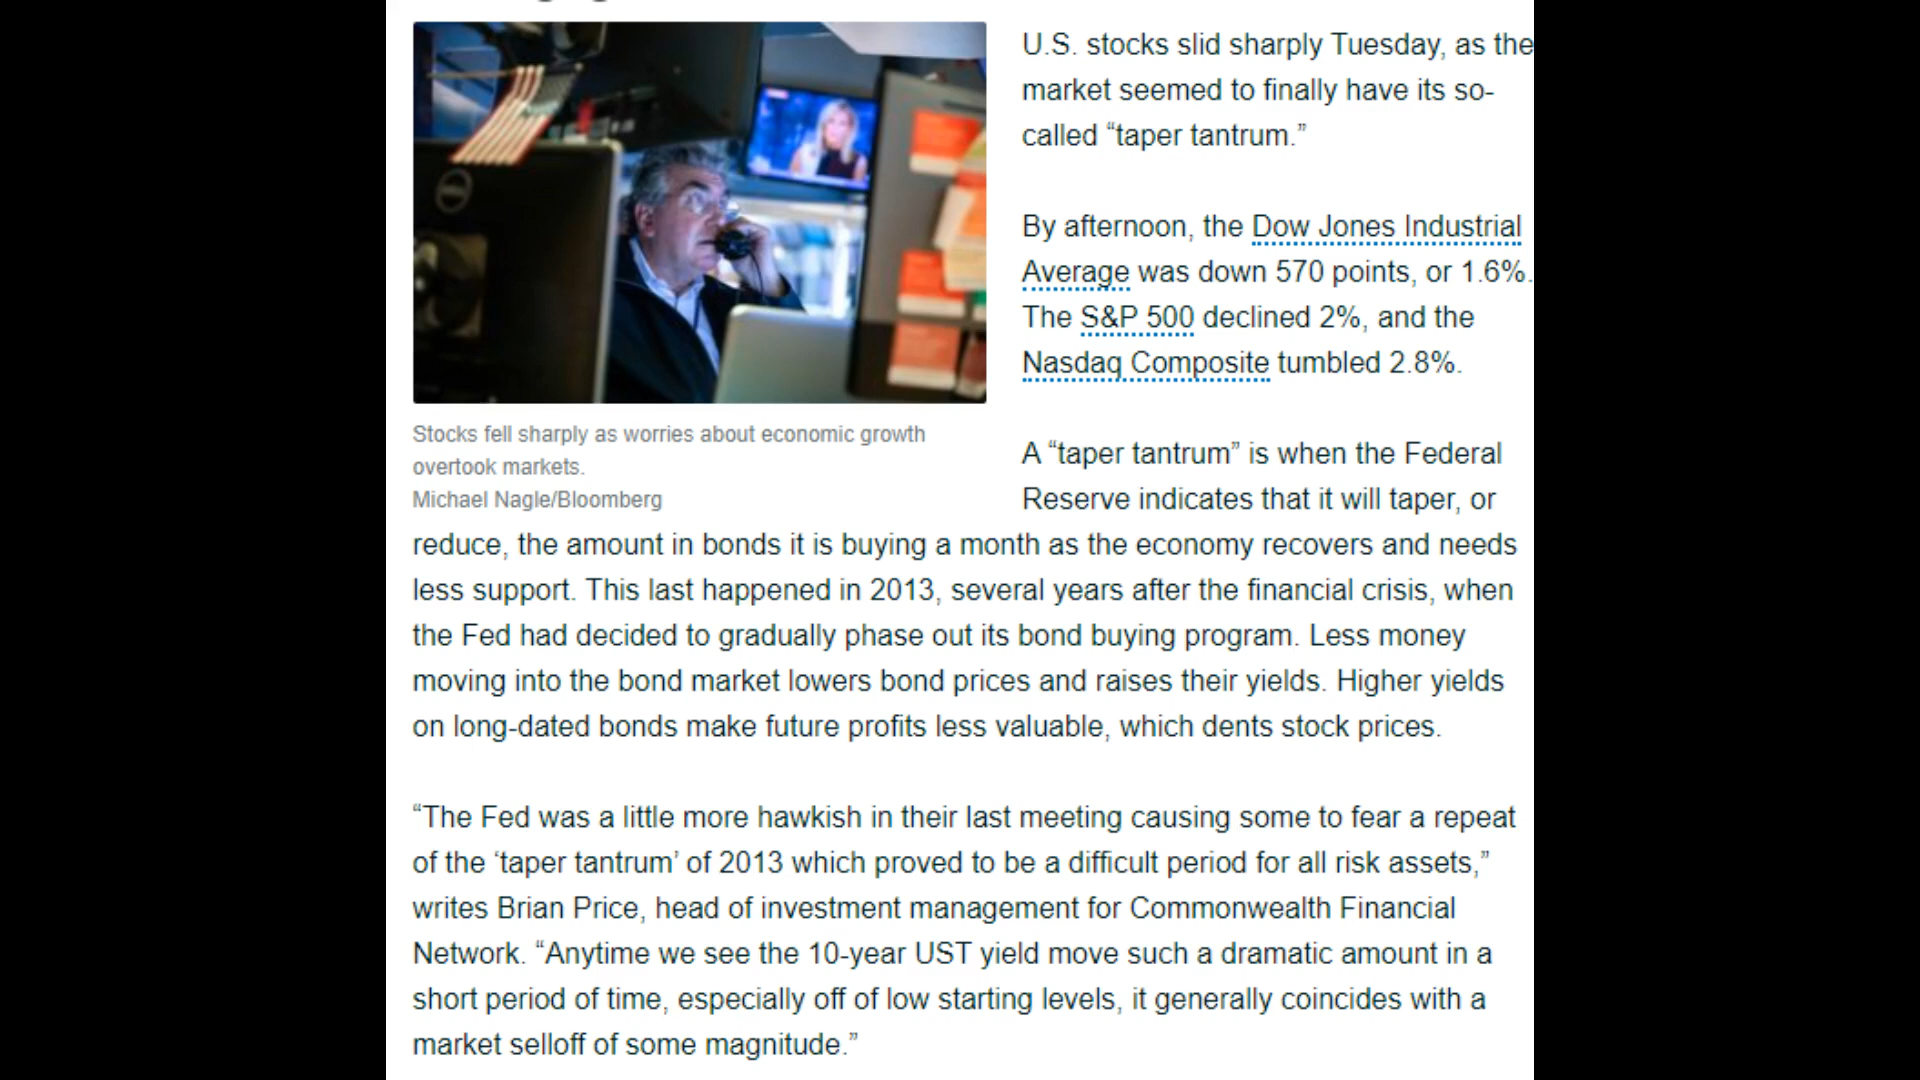 U.S. stocks slid sharply Tuesday, as the
market seemed to finally have its so-
called “taper tantrum.”
By afternoon, the Dow Jones Industrial
Average was down 570 points, or 1.6%.
The S&P 500 declined 2%, and the
Nasdaq Composite tumbled 2.8%.
Stocks fell sharply as worries about economic growth
overtook markets.
Michael Nagle/Bloomberg
A “taper tantrum” is when the Federal
Reserve indicates that it will taper, or
reduce, the amount in bonds it is buying a month as the economy recovers and needs
less support. This last happened in 2013, several years after the financial crisis, when
the Fed had decided to gradually phase out its bond buying program. Less money
moving into the bond market lowers bond prices and raises their yields. Higher yields
on long-dated bonds make future profits less valuable, which dents stock prices.
“The Fed was a little more hawkish in their last meeting causing some to fear a repeat
of the ‘taper tantrum’ of 2013 which proved to be a difficult period for all risk assets,”
writes Brian Price, head of investment management for Commonwealth Financial
Network. “Anytime we see the 10-year UST yield move such a dramatic amount in a
short period of time, especially off of low starting levels, it generally coincides with a
market selloff of some magnitude.”